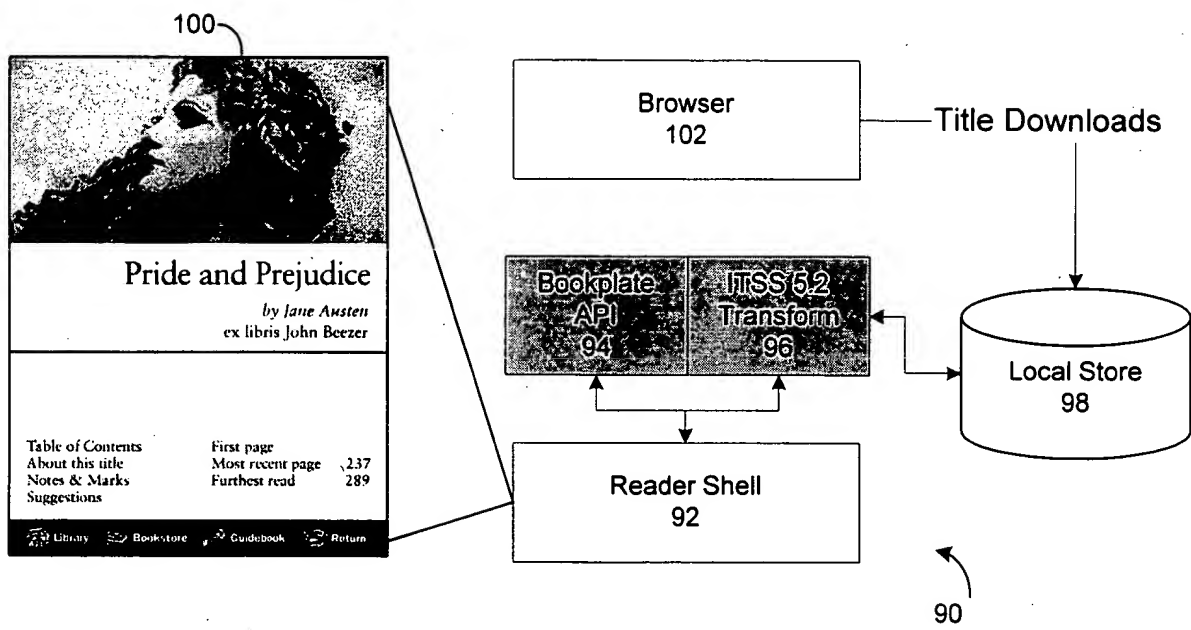 100
Pride and Prejudice
by Jane Austen
ex libris John Beezer
Table of Contents
About this title
Notes & Marks
Suggestions
First page
Most recent page 237
Furthest read 289
Library Bookstore Guidebook Return
Browser
102
Title Downloads
Bookplate
API
94
ITSS 5.2
Transform
96
Local Store
98
Reader Shell
92
90